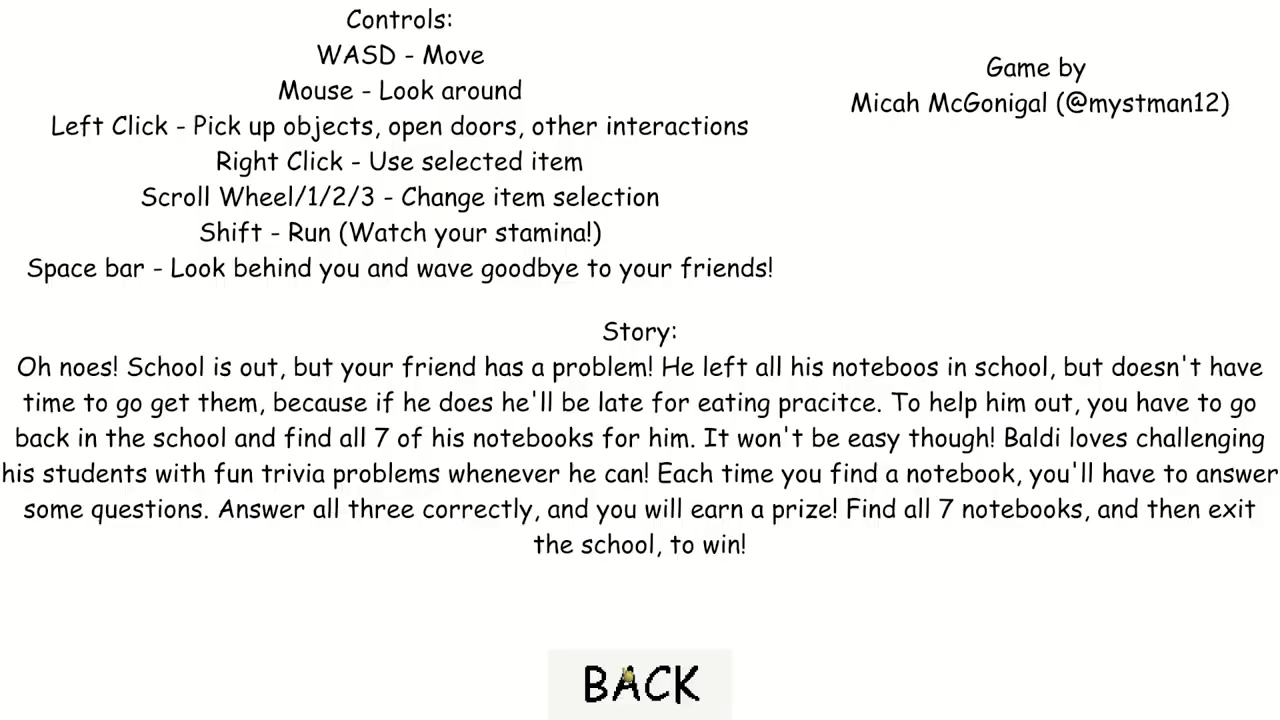 Controls:
WASD - Move
Mouse - Look around
Left Click - Pick up objects, open doors, other interactions
Right Click - Use selected item
Scroll Wheel/1/2/3 - Change item selection
Shift - Run (Watch your stamina!)
Space bar - Look behind you and wave goodbye to your friends!
Game by
Micah McGonigal (@mystman12)
Story:
Oh noes! School is out, but your friend has a problem! He left all his noteboos in school, but doesn't have
time to go get them, because if he does he'll be late for eating pracitce. To help him out, you have to go
back in the school and find all 7 of his notebooks for him. It won't be easy though! Baldi loves challenging
his students with fun trivia problems whenever he can! Each time you find a notebook, you'll have to answer
some questions. Answer all three correctly, and you will earn a prize! Find all 7 notebooks, and then exit
the school, to win!
BACK